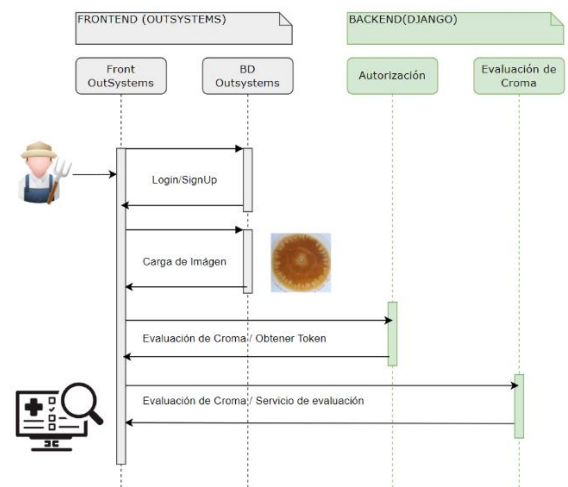 FRONTEND (OUTSYSTEMS)
BACKEND(DJANGO)
Front
OutSystems
BD
Outsystems
Autorización
Evaluación de
Croma
Login/SignUp
Carga de Imágen
Evaluación de Croma / Obtener Token
Evaluación de Croma / Servicio de evaluación